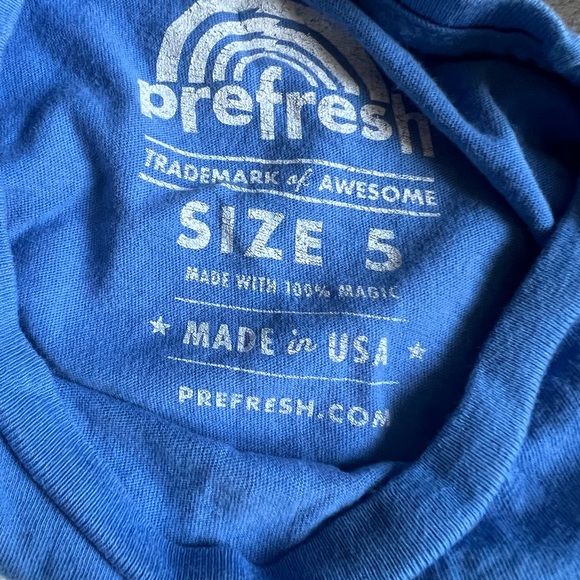 prefresh
TRADEMARK of AWESOME
SIZE 5
MADE WITH 100% MAGIC
★ MADE in USA ★
PREFRESH.COM